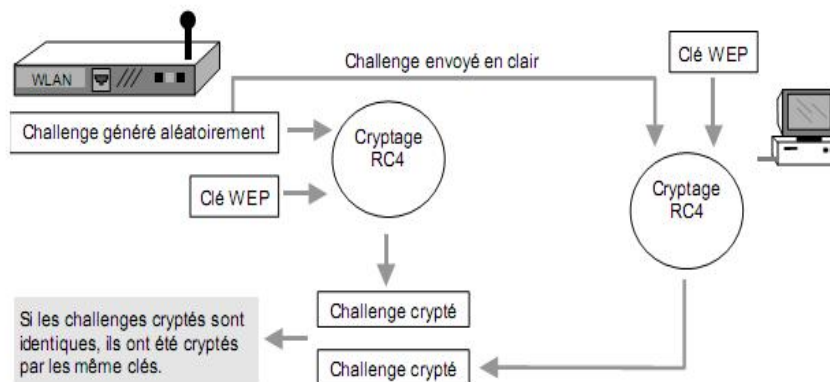 WLAN
Challenge envoyé en clair
Clé WEP
Challenge généré aléatoirement
Cryptage
RC4
Clé WEP
Cryptage
RC4
Challenge crypté
Si les challenges cryptés sont
identiques, ils ont été cryptés
par les même clés.
Challenge crypté